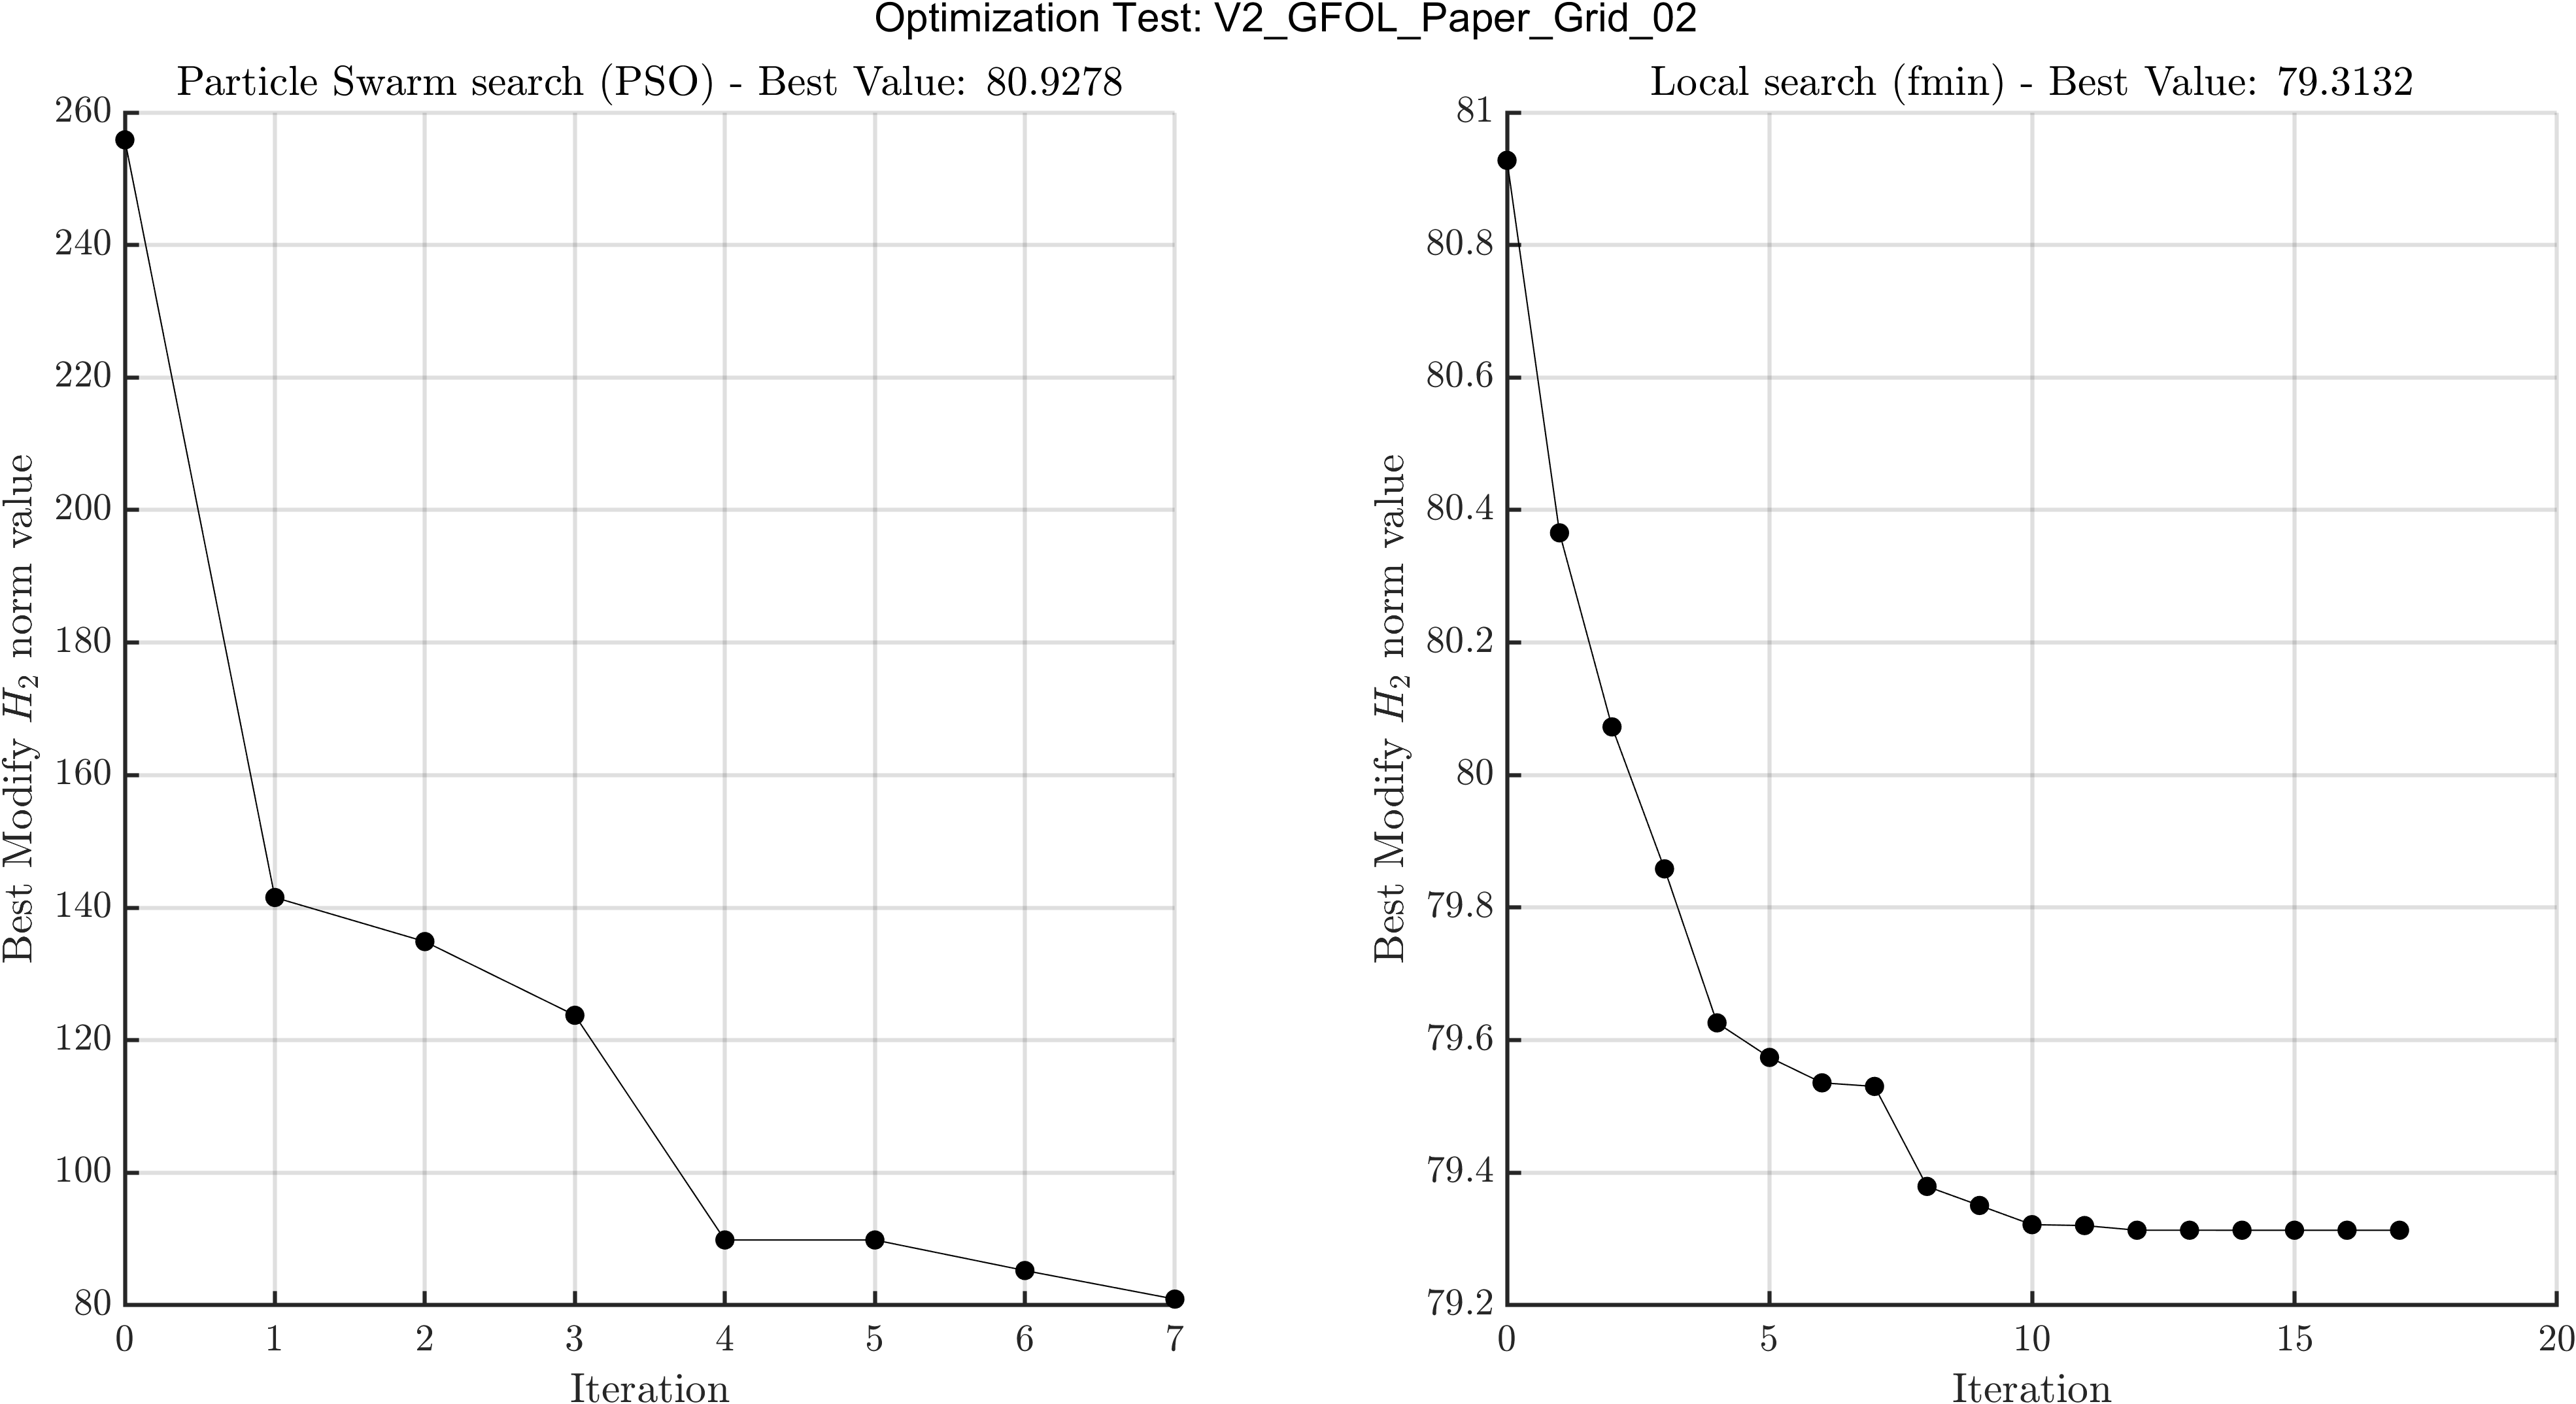 Optimization Test: V2_GFOL_Paper_Grid_02
Particle Swarm search (PSO) - Best Value: 80.9278
260
240
220
200
180
160
140
120
100
80
Best Modify H₂ norm value
0 1 2 3 4 5 6 7
Iteration
Local search (fmin) - Best Value: 79.3132
81
80.8
80.6
80.4
80.2
80
79.8
79.6
79.4
79.2
Best Modify H₂ norm value
0 5 10 15 20
Iteration